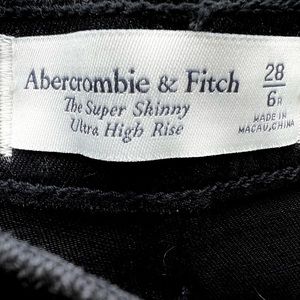 Abercrombie & Fitch
The Super Skinny
Ultra High Rise
28
6R
MADE IN
MACAU, CHINA